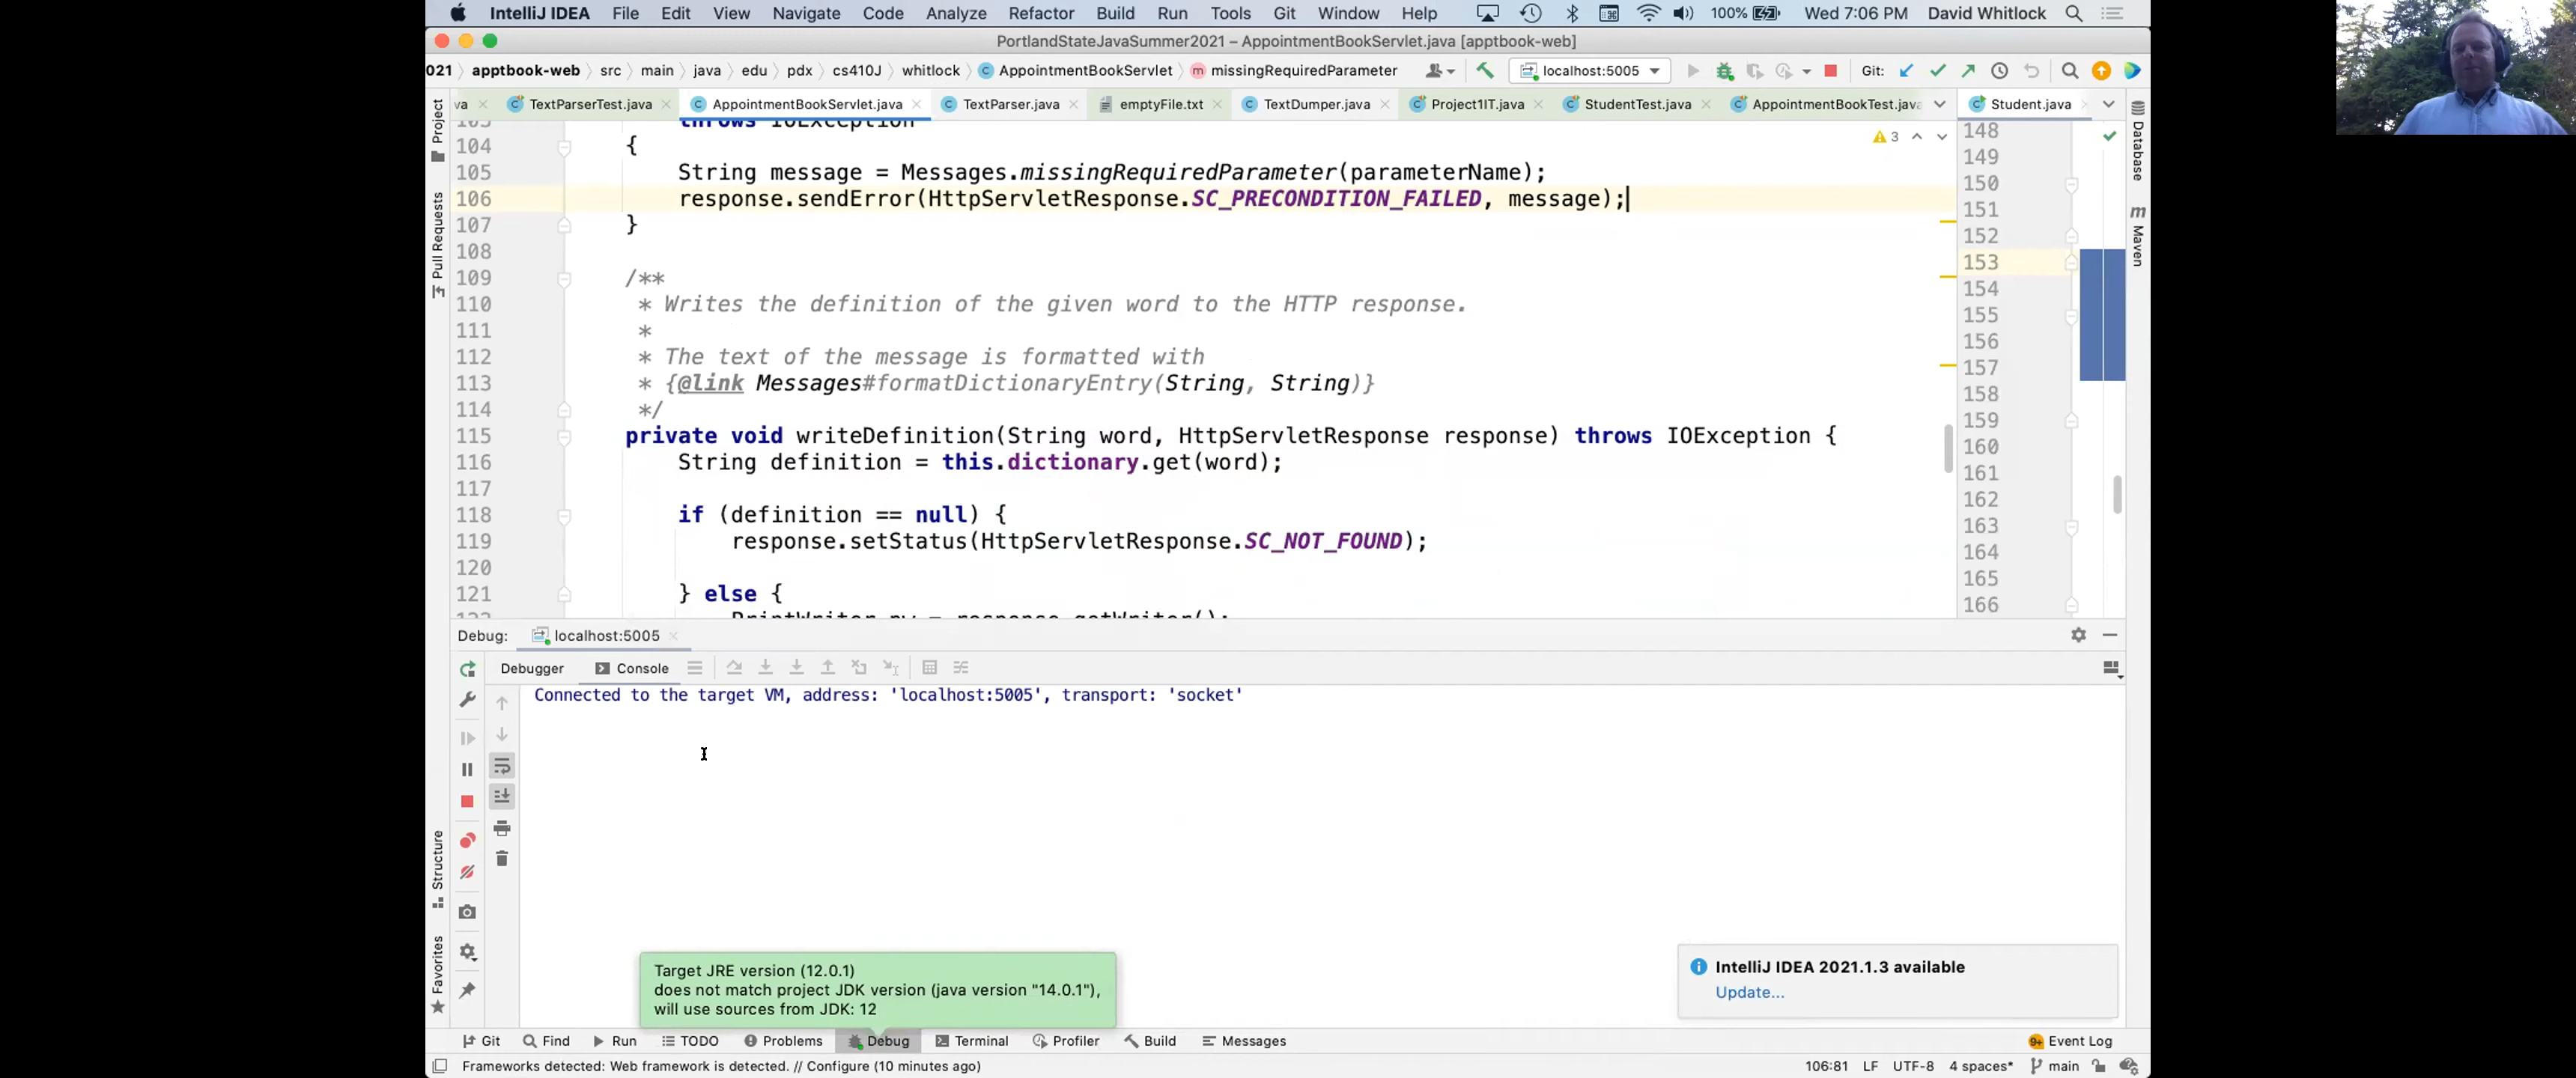 IntelliJ IDEA File Edit View Navigate Code Analyze Refactor Build Run Tools Git Window Help 100% Wed 7:06 PM David Whitlock
PortlandStateJavaSummer2021 – AppointmentBookServlet.java [apptbook-web]
021 apptbook-web src main java edu pdx cs410J whitlock AppointmentBookServlet missingRequiredParameter localhost:5005 Git:
va TextParserTest.java AppointmentBookServlet.java TextParser.java emptyFile.txt TextDumper.java Project1IT.java StudentTest.java AppointmentBookTest.java Student.java
Project
Pull Requests
Structure
Favorites
103 throws IOException
104 {
105 String message = Messages.missingRequiredParameter(parameterName);
106 response.sendError(HttpServletResponse.SC_PRECONDITION_FAILED, message);
107 }
108
109 /**
110 * Writes the definition of the given word to the HTTP response.
111 *
112 * The text of the message is formatted with
113 * {@link Messages#formatDictionaryEntry(String, String)}
114 */
115 private void writeDefinition(String word, HttpServletResponse response) throws IOException {
116 String definition = this.dictionary.get(word);
117
118 if (definition == null) {
119 response.setStatus(HttpServletResponse.SC_NOT_FOUND);
120
121 } else {
122 PrintWriter pw = response.getWriter();
3
148
149
150
151
152
153
154
155
156
157
158
159
160
161
162
163
164
165
166
Database
Maven
Debug: localhost:5005
Debugger Console
Connected to the target VM, address: 'localhost:5005', transport: 'socket'
Target JRE version (12.0.1)
does not match project JDK version (java version "14.0.1"),
will use sources from JDK: 12
IntelliJ IDEA 2021.1.3 available
Update...
Git Find Run TODO Problems Debug Terminal Profiler Build Messages 9+ Event Log
Frameworks detected: Web framework is detected. // Configure (10 minutes ago) 106:81 LF UTF-8 4 spaces* main